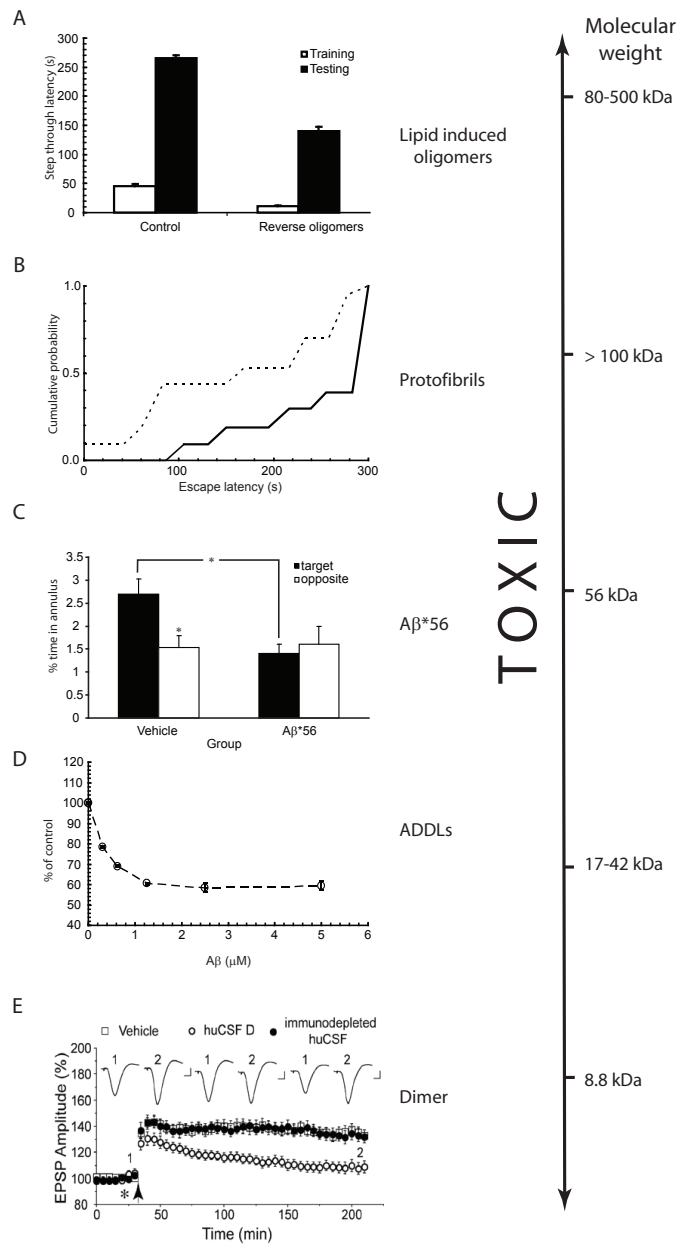 A
Step through latency (s)
300
250
200
150
100
50
0
Training
Testing
Control
Reverse oligomers
Lipid induced
oligomers
Molecular
weight
80-500 kDa
B
Cumulative probability
1.0
0.5
0.0
0
100
200
300
Escape latency (s)
Protofibrils
> 100 kDa
C
% time in annulus
3.5
3
2.5
2
1.5
1
0.5
0
*
*
target
opposite
Vehicle
Aβ*56
Group
Aβ*56
56 kDa
TOXIC
D
% of control
120
110
100
90
80
70
60
50
40
0
1
2
3
4
5
6
Aβ (μM)
ADDLs
17-42 kDa
E
Vehicle
huCSF D
immunodepleted
huCSF
EPSP Amplitude (%)
200
180
160
140
120
100
80
1
2
1
2
1
2
1
2
*
0
50
100
150
200
Time (min)
Dimer
8.8 kDa